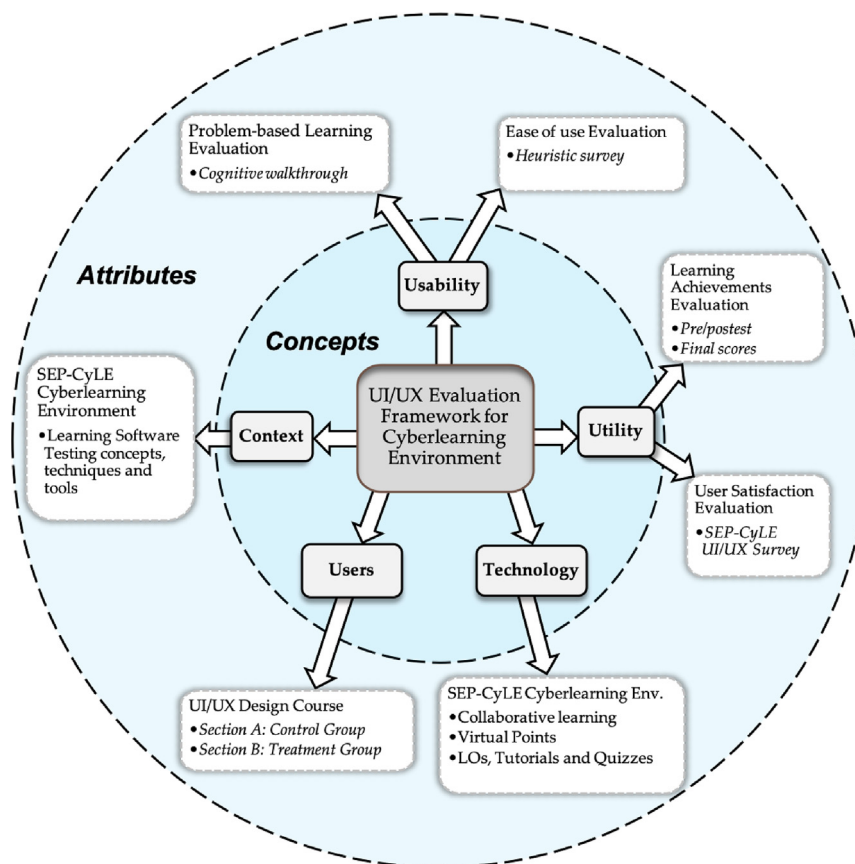 Problem-based Learning
Evaluation
• Cognitive walkthrough
Ease of use Evaluation
• Heuristic survey
Attributes
Usability
Learning
Achievements
Evaluation
• Pre/postest
• Final scores
Concepts
SEP-CyLE
Cyberlearning
Environment
• Learning Software
Testing concepts,
techniques and
tools
Context
UI/UX Evaluation
Framework for
Cyberlearning
Environment
Utility
User Satisfaction
Evaluation
• SEP-CyLE
UI/UX Survey
Users
Technology
UI/UX Design Course
• Section A: Control Group
• Section B: Treatment Group
SEP-CyLE Cyberlearning Env.
• Collaborative learning
• Virtual Points
• LOs, Tutorials and Quizzes